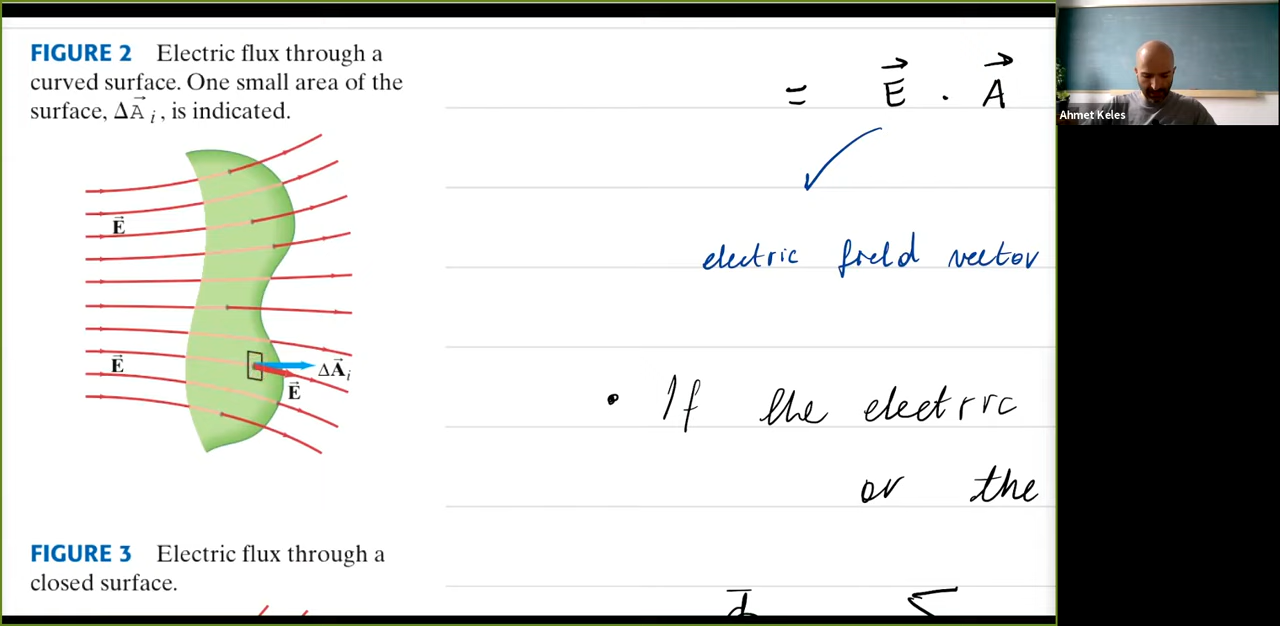 FIGURE 2 Electric flux through a
curved surface. One small area of the
surface, ΔA⃗ i, is indicated.
E⃗
E⃗
ΔA⃗i
E⃗
FIGURE 3 Electric flux through a
closed surface.
= E⃗ . A⃗
electric field vector
• If the electric
or the
Ahmet Keles